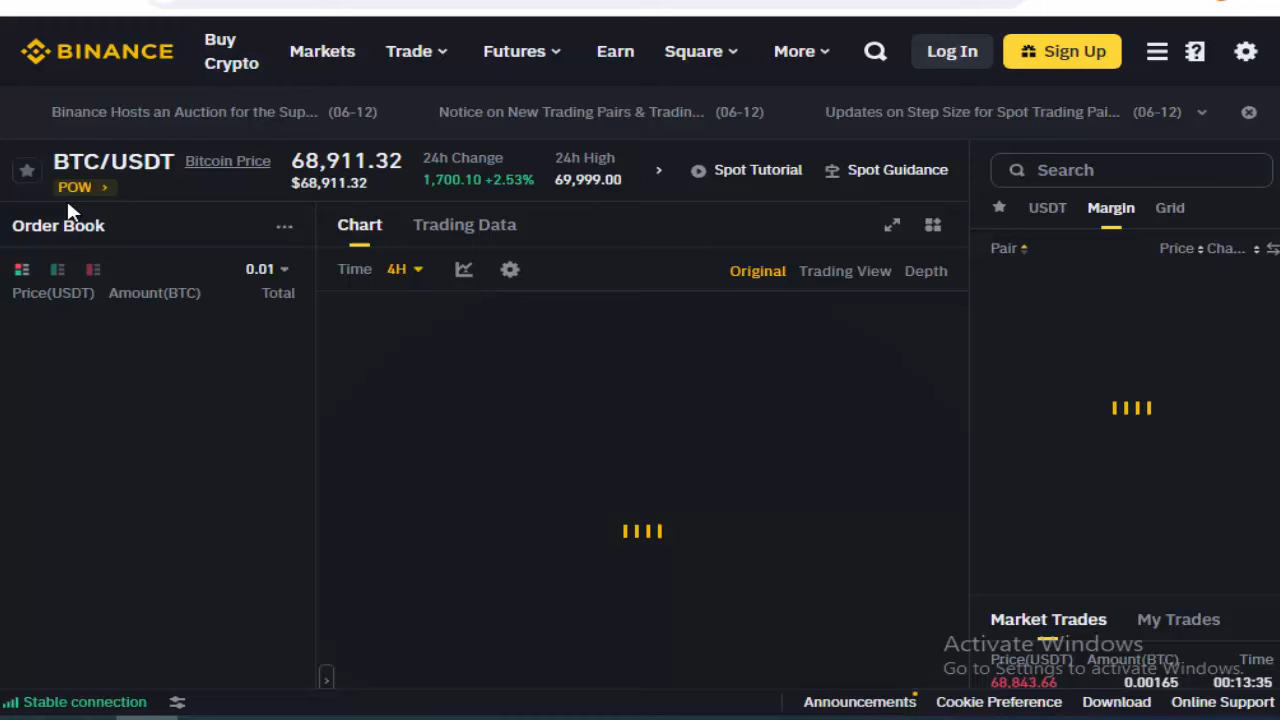 BINANCE
Buy Crypto
Markets
Trade
Futures
Earn
Square
More
Log In
Sign Up
Binance Hosts an Auction for the Sup... (06-12)
Notice on New Trading Pairs & Tradin... (06-12)
Updates on Step Size for Spot Trading Pai... (06-12)
BTC/USDT
Bitcoin Price
POW
68,911.32
$68,911.32
24h Change
1,700.10 +2.53%
24h High
69,999.00
Spot Tutorial
Spot Guidance
Search
USDT
Margin
Grid
Pair
Price
Cha...
Order Book
0.01
Price(USDT)
Amount(BTC)
Total
Chart
Trading Data
Time
4H
Original
Trading View
Depth
Market Trades
My Trades
Activate Windows
Go to Settings to activate Windows.
Price(USDT)
Amount(BTC)
Time
68,843.66
0.00165
00:13:35
Stable connection
Announcements
Cookie Preference
Download
Online Support